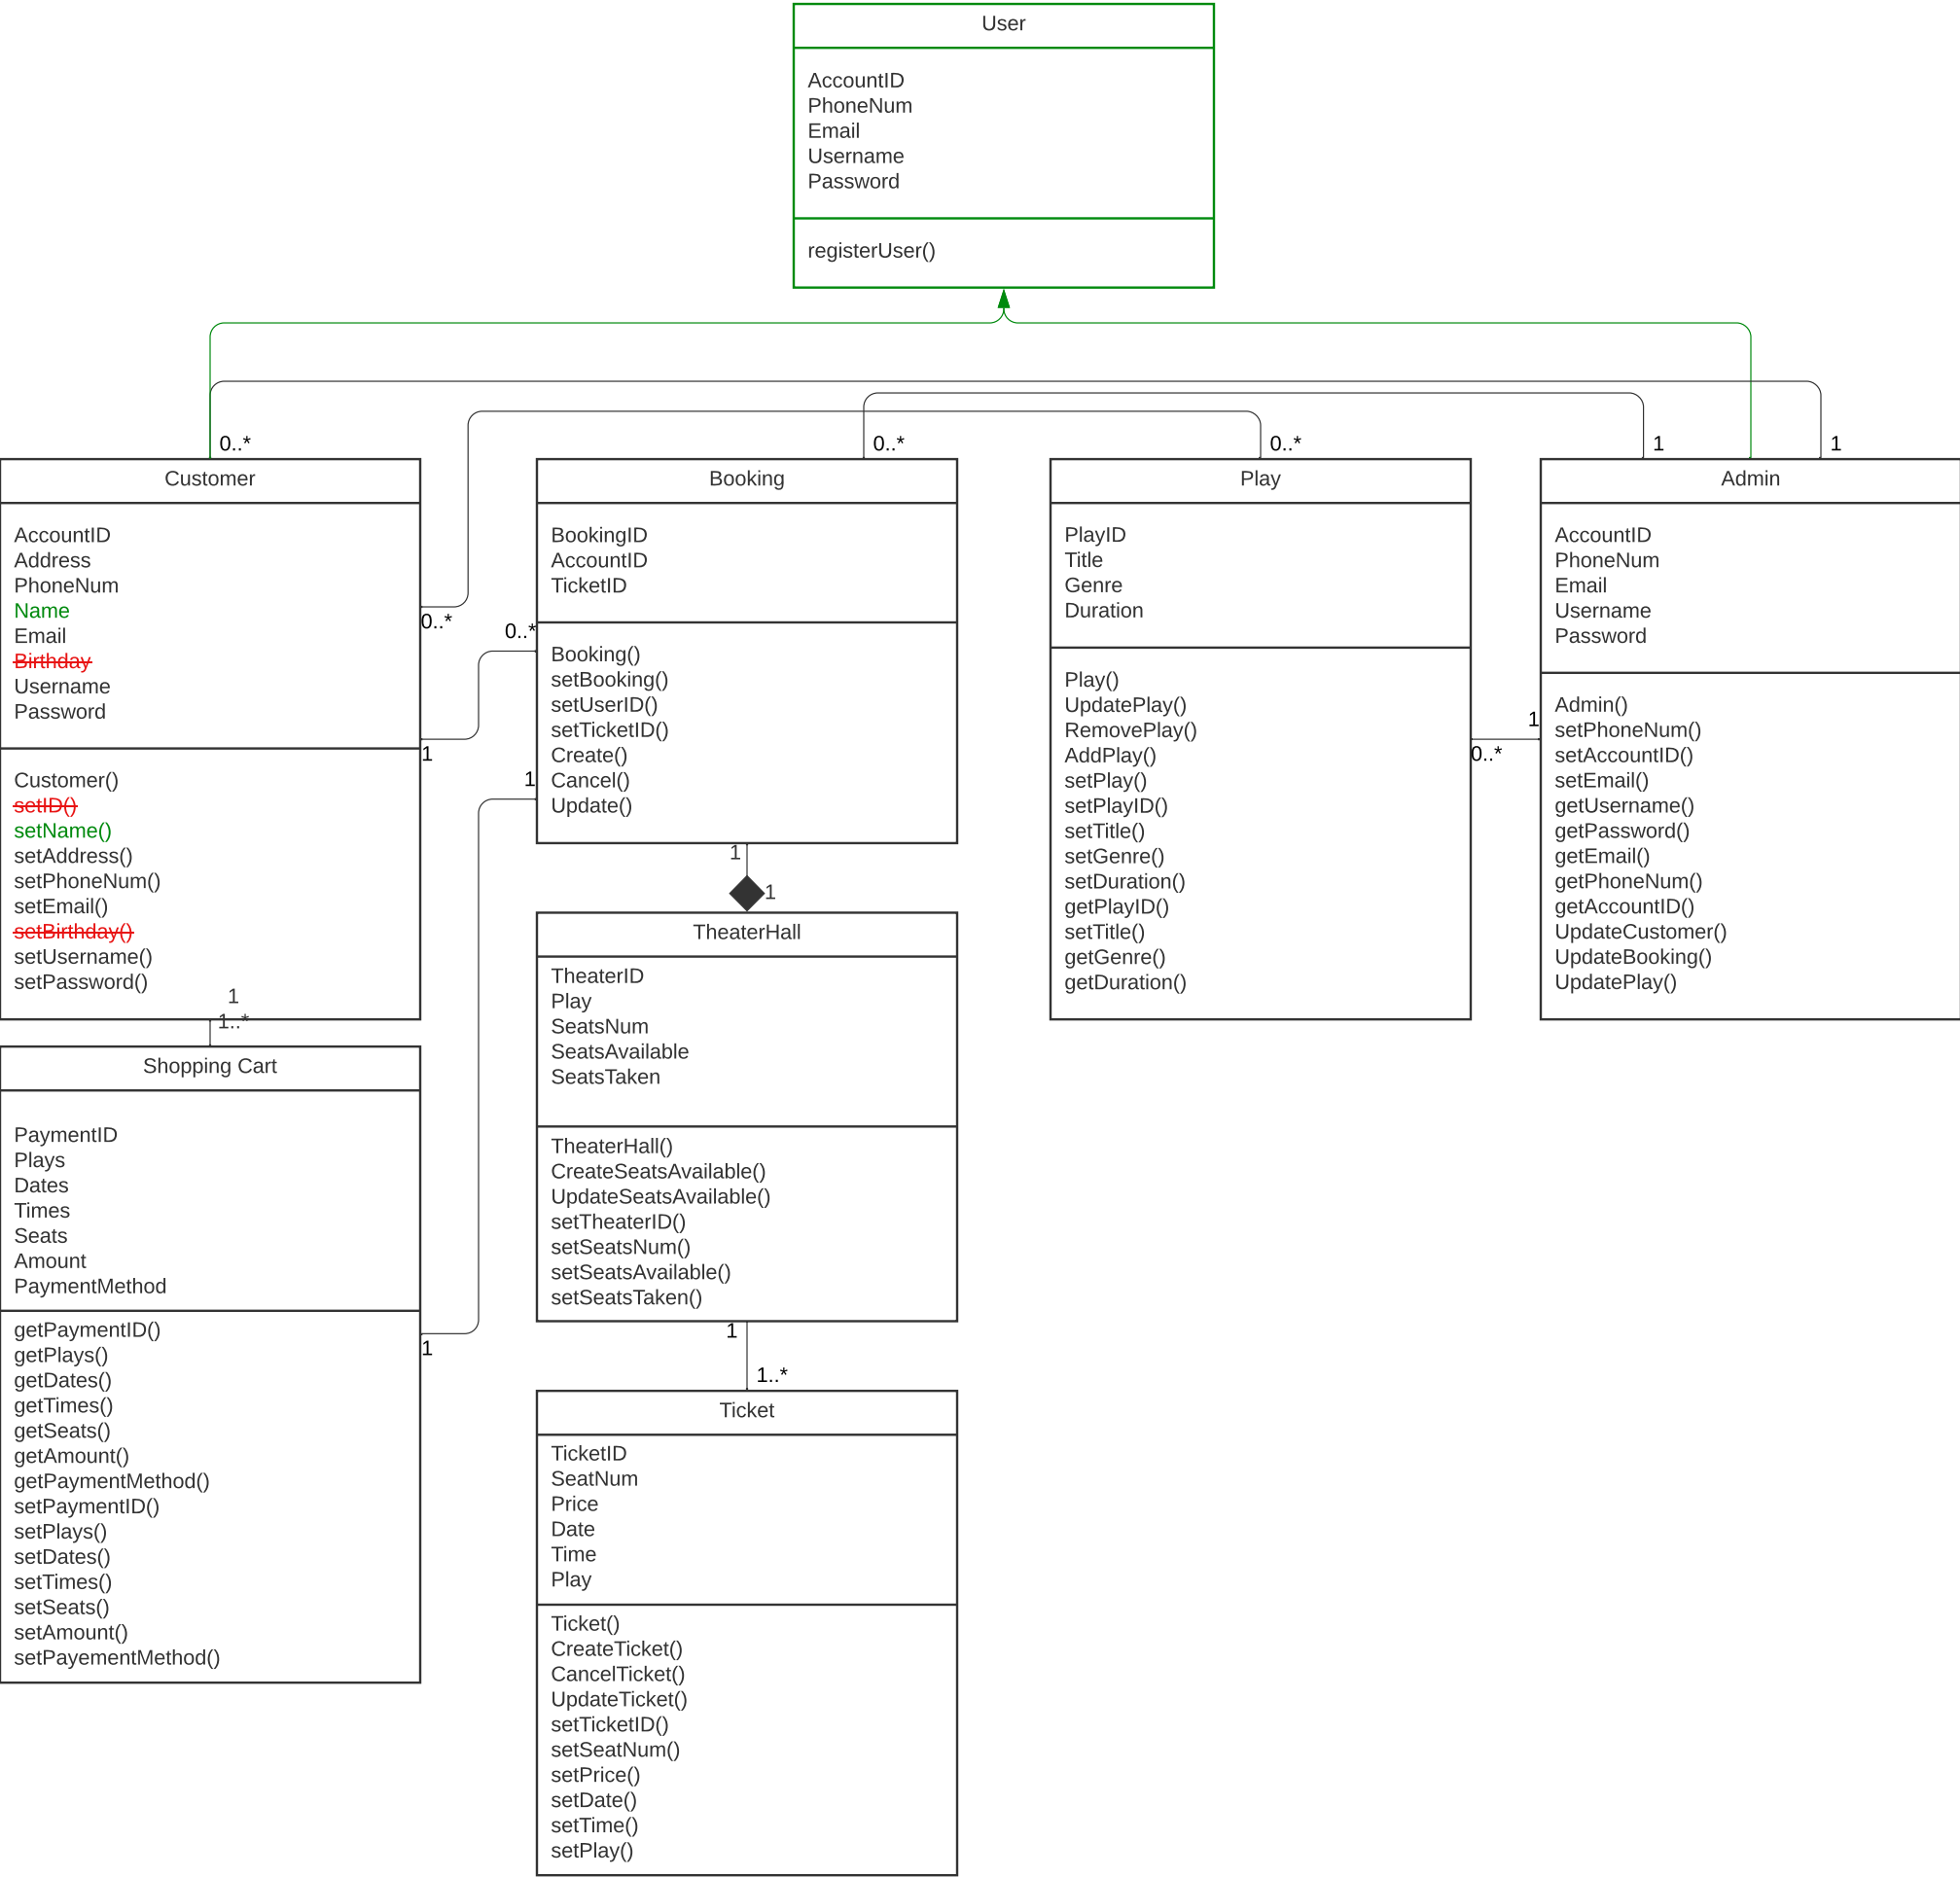 User
AccountID
PhoneNum
Email
Username
Password
registerUser()
0..*
0..*
0..*
1
1
Customer
AccountID
Address
PhoneNum
Name
Email
Birthday
Username
Password
Customer()
setID()
setName()
setAddress()
setPhoneNum()
setEmail()
setBirthday()
setUsername()
setPassword()
0..*
1
1
1..*
Booking
BookingID
AccountID
TicketID
Booking()
setBooking()
setUserID()
setTicketID()
Create()
Cancel()
Update()
0..*
1
1
1
Play
PlayID
Title
Genre
Duration
Play()
UpdatePlay()
RemovePlay()
AddPlay()
setPlay()
setPlayID()
setTitle()
setGenre()
setDuration()
getPlayID()
setTitle()
getGenre()
getDuration()
1
0..*
Admin
AccountID
PhoneNum
Email
Username
Password
Admin()
setPhoneNum()
setAccountID()
setEmail()
getUsername()
getPassword()
getEmail()
getPhoneNum()
getAccountID()
UpdateCustomer()
UpdateBooking()
UpdatePlay()
Shopping Cart
PaymentID
Plays
Dates
Times
Seats
Amount
PaymentMethod
getPaymentID()
getPlays()
getDates()
getTimes()
getSeats()
getAmount()
getPaymentMethod()
setPaymentID()
setPlays()
setDates()
setTimes()
setSeats()
setAmount()
setPayementMethod()
1
TheaterHall
TheaterID
Play
SeatsNum
SeatsAvailable
SeatsTaken
TheaterHall()
CreateSeatsAvailable()
UpdateSeatsAvailable()
setTheaterID()
setSeatsNum()
setSeatsAvailable()
setSeatsTaken()
1
1..*
Ticket
TicketID
SeatNum
Price
Date
Time
Play
Ticket()
CreateTicket()
CancelTicket()
UpdateTicket()
setTicketID()
setSeatNum()
setPrice()
setDate()
setTime()
setPlay()